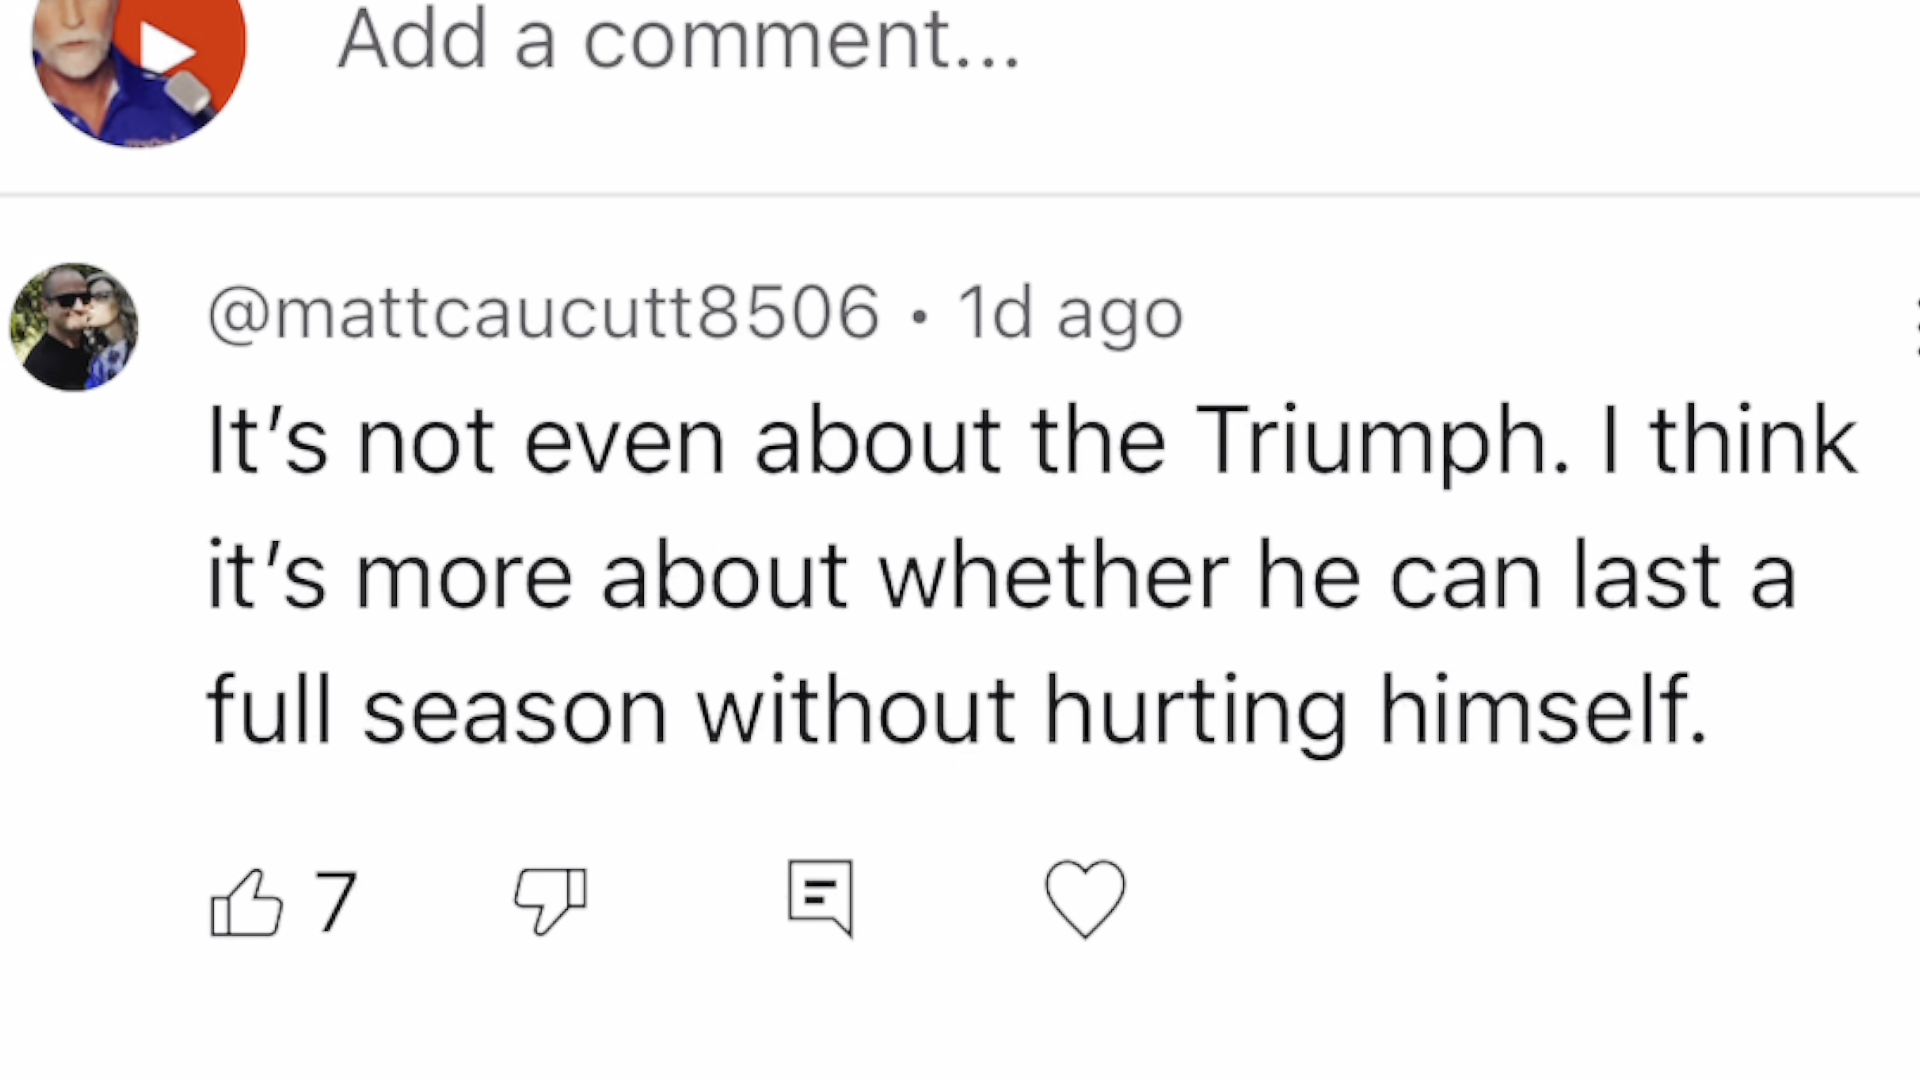 Add a comment...
@mattcaucutt8506 • 1d ago
It's not even about the Triumph. I think
it's more about whether he can last a
full season without hurting himself.
7